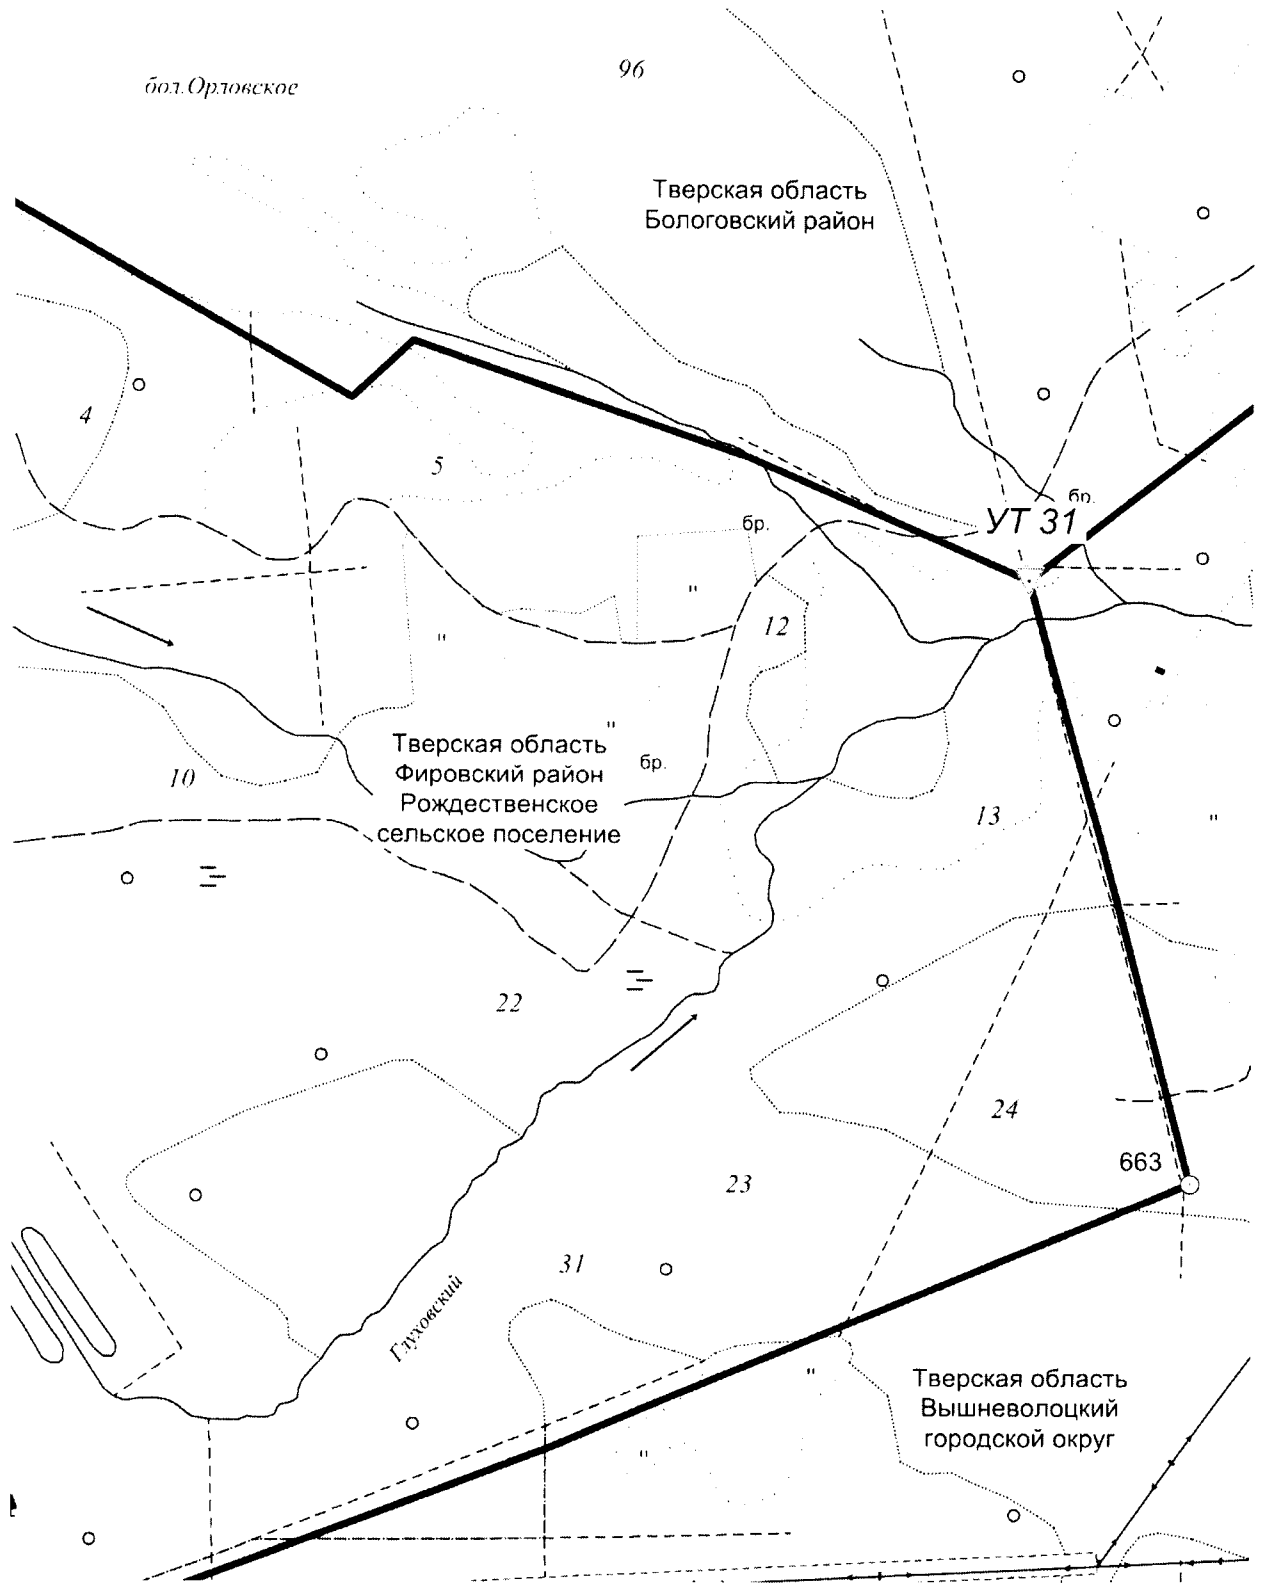 96
бол.Орловское
Тверская область
Бологовский район
4
5
бр.
УТ 31
бр.
12
Тверская область
Фировский район
Рождественское
сельское поселение
бр.
10
13
22
24
663
23
31
Глуховский
Тверская область
Вышневолоцкий
городской округ